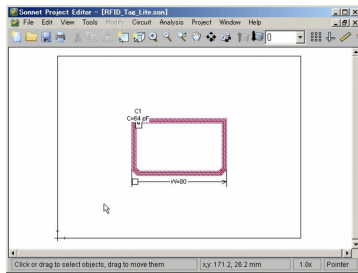 Sonnet Project Editor - [RFID_Tag_Lite.son]
File Edit View Tools Modify Circuit Analysis Project Window Help
0
C1
C=64 pF
rW=80
Click or drag to select objects, drag to move them
x,y: 171.2, 26.2 mm
1.0x
Pointer